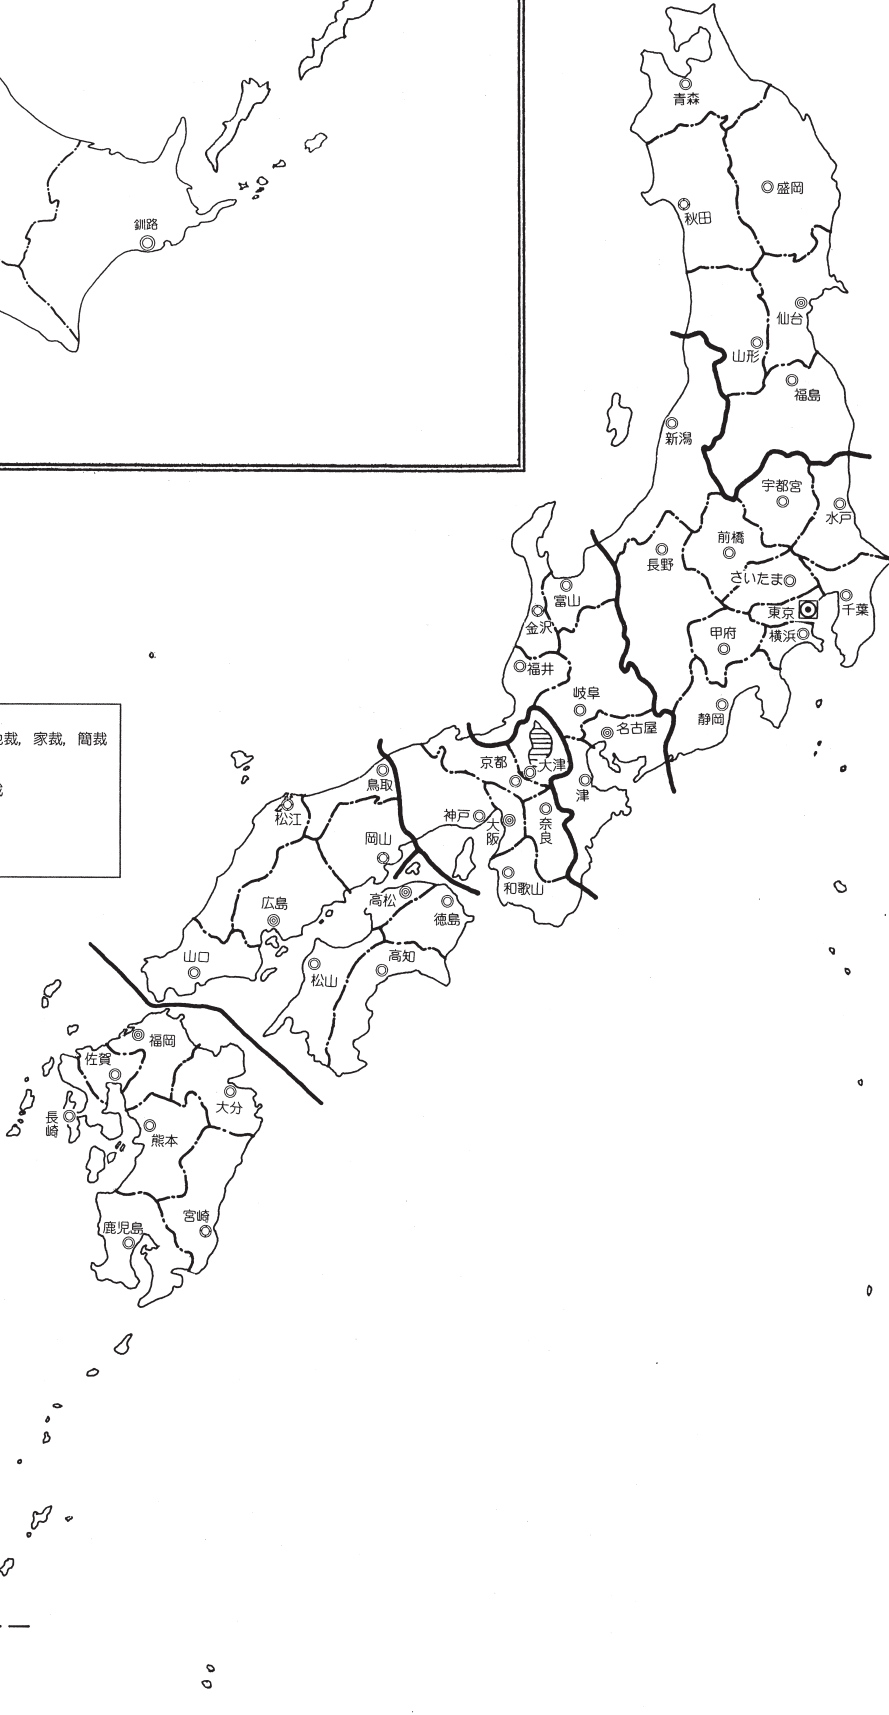 青森
盛岡
秋田
釧路
仙台
山形
福島
新潟
宇都宮
水戸
前橋
長野
さいたま
富山
東京
千葉
金沢
甲府
横浜
福井
岐阜
静岡
名古屋
家裁, 簡裁
京都
大津
鳥取
津
松江
神戸
大阪
奈良
岡山
和歌山
高松
広島
徳島
山口
高知
松山
福岡
佐賀
大分
長崎
熊本
宮崎
鹿児島